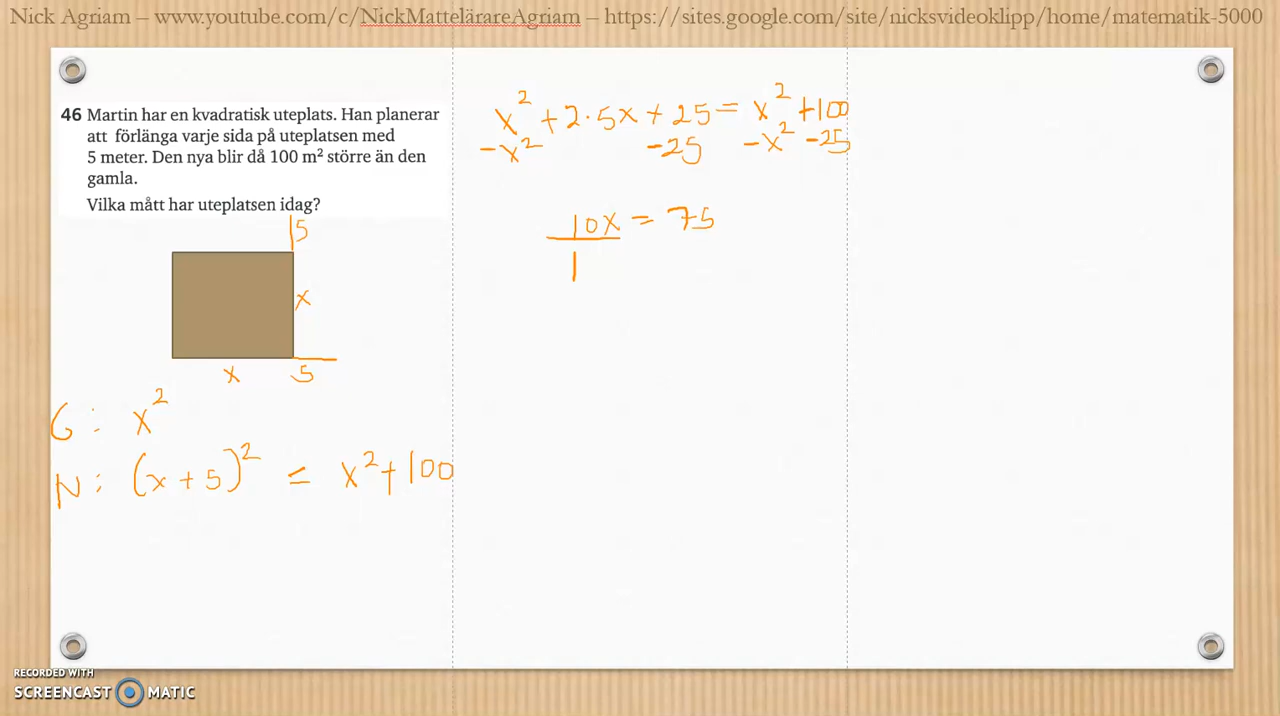 Nick Agriam – www.youtube.com/c/NickMattelärareAgriam – https://sites.google.com/site/nicksvideoklipp/home/matematik-5000
46 Martin har en kvadratisk uteplats. Han planerar
att förlänga varje sida på uteplatsen med
5 meter. Den nya blir då 100 m² större än den
gamla.
Vilka mått har uteplatsen idag?
5
x
x 5
G: x²
N: (x + 5)² = x² + 100
x² + 2·5x + 25 = x² + 100
-x² -25 -x² -25
10x = 75
1
RECORDED WITH
SCREENCAST MATIC